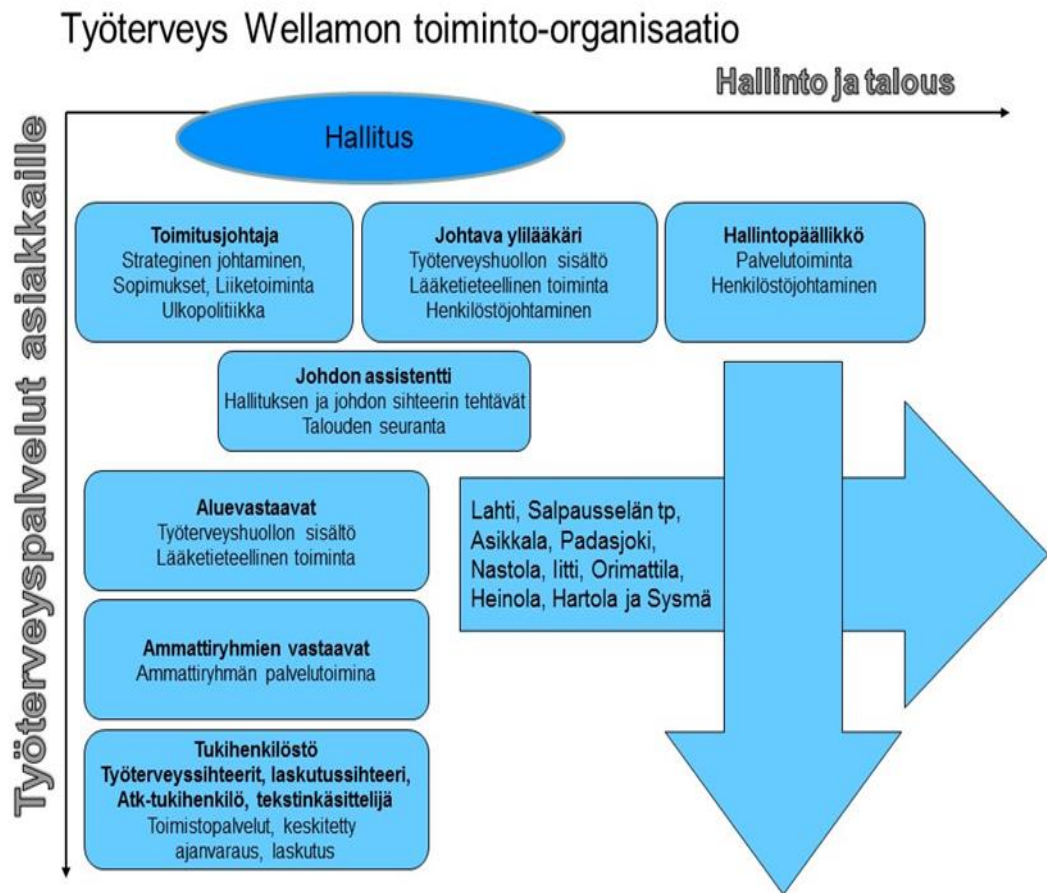 Työterveys Wellamon toiminto-organisaatio
Hallinto ja talous
Työterveyspalvelut asiakkaille
Hallitus
Toimitusjohtaja
Strateginen johtaminen,
Sopimukset, Liiketoiminta
Ulkopolitiikka
Johtava ylilääkäri
Työterveyshuollon sisältö
Lääketieteellinen toiminta
Henkilöstöjohtaminen
Hallintopäällikkö
Palvelutoiminta
Henkilöstöjohtaminen
Johdon assistentti
Hallituksen ja johdon sihteerin tehtävät
Talouden seuranta
Aluevastaavat
Työterveyshuollon sisältö
Lääketieteellinen toiminta
Lahti, Salpausselän tp,
Asikkala, Padasjoki,
Nastola, Iitti, Orimattila,
Heinola, Hartola ja Sysmä
Ammattiryhmien vastaavat
Ammattiryhmän palvelutoimina
Tukihenkilöstö
Työterveyssihteerit, laskutussihteeri,
Atk-tukihenkilö, tekstinkäsittelijä
Toimistopalvelut, keskitetty
ajanvaraus, laskutus